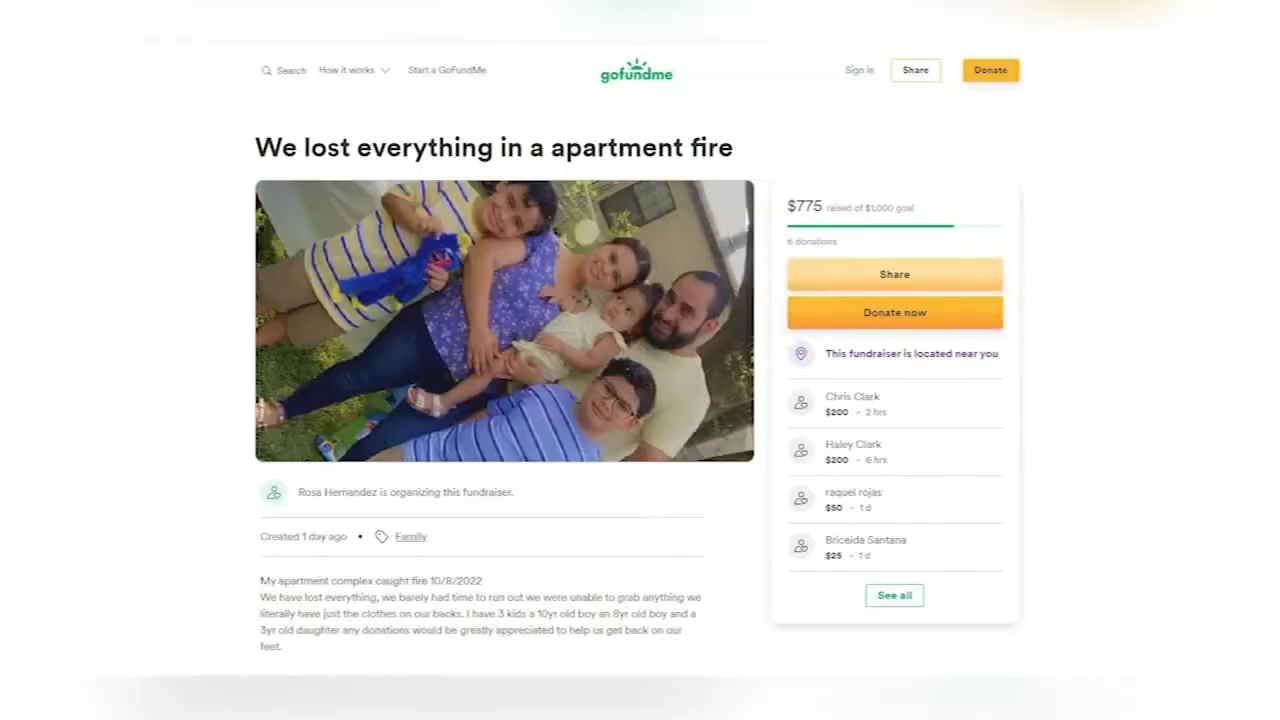 Search How it works Start a GoFundMe gofundme Sign in Share Donate
We lost everything in a apartment fire
$775 raised of $1,000 goal
6 donations
Share
Donate now
This fundraiser is located near you
Chris Clark
$200 • 2 hrs
Haley Clark
$200 • 6 hrs
raquel rojas
$50 • 1 d
Briceida Santana
$25 • 1 d
See all
Rosa Hernandez is organizing this fundraiser.
Created 1 day ago • Family
My apartment complex caught fire 10/8/2022
We have lost everything, we barely had time to run out we were unable to grab anything we
literally have just the clothes on our backs. I have 3 kids a 10yr old boy an 8yr old boy and a
3yr old daughter any donations would be greatly appreciated to help us get back on our
feet.